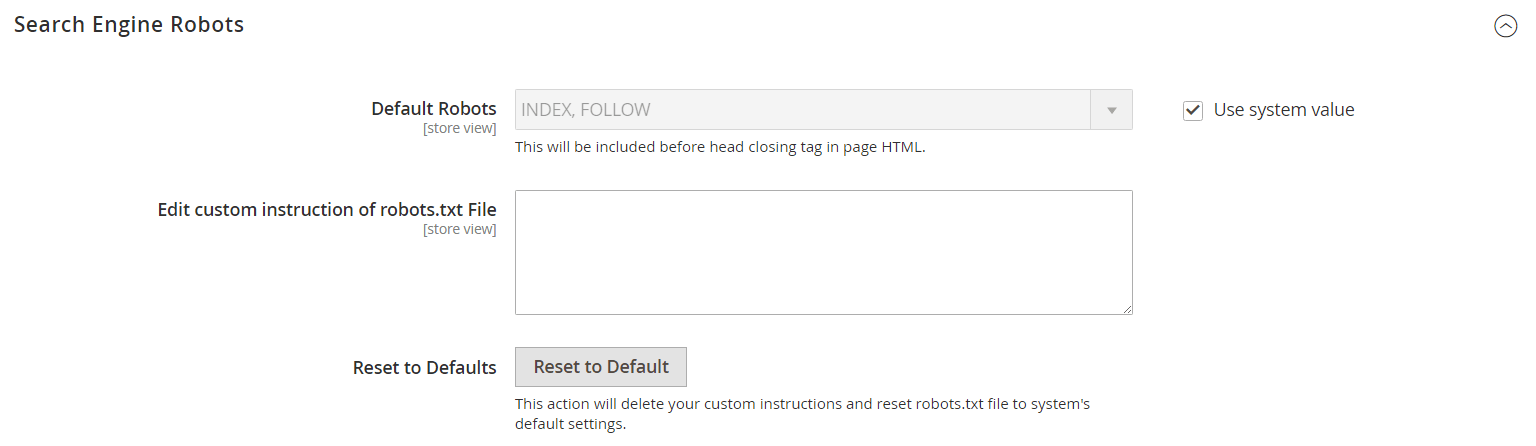 Search Engine Robots
Default Robots
[store view]
INDEX, FOLLOW
Use system value
This will be included before head closing tag in page HTML.
Edit custom instruction of robots.txt File
[store view]
Reset to Defaults
Reset to Default
This action will delete your custom instructions and reset robots.txt file to system's
default settings.